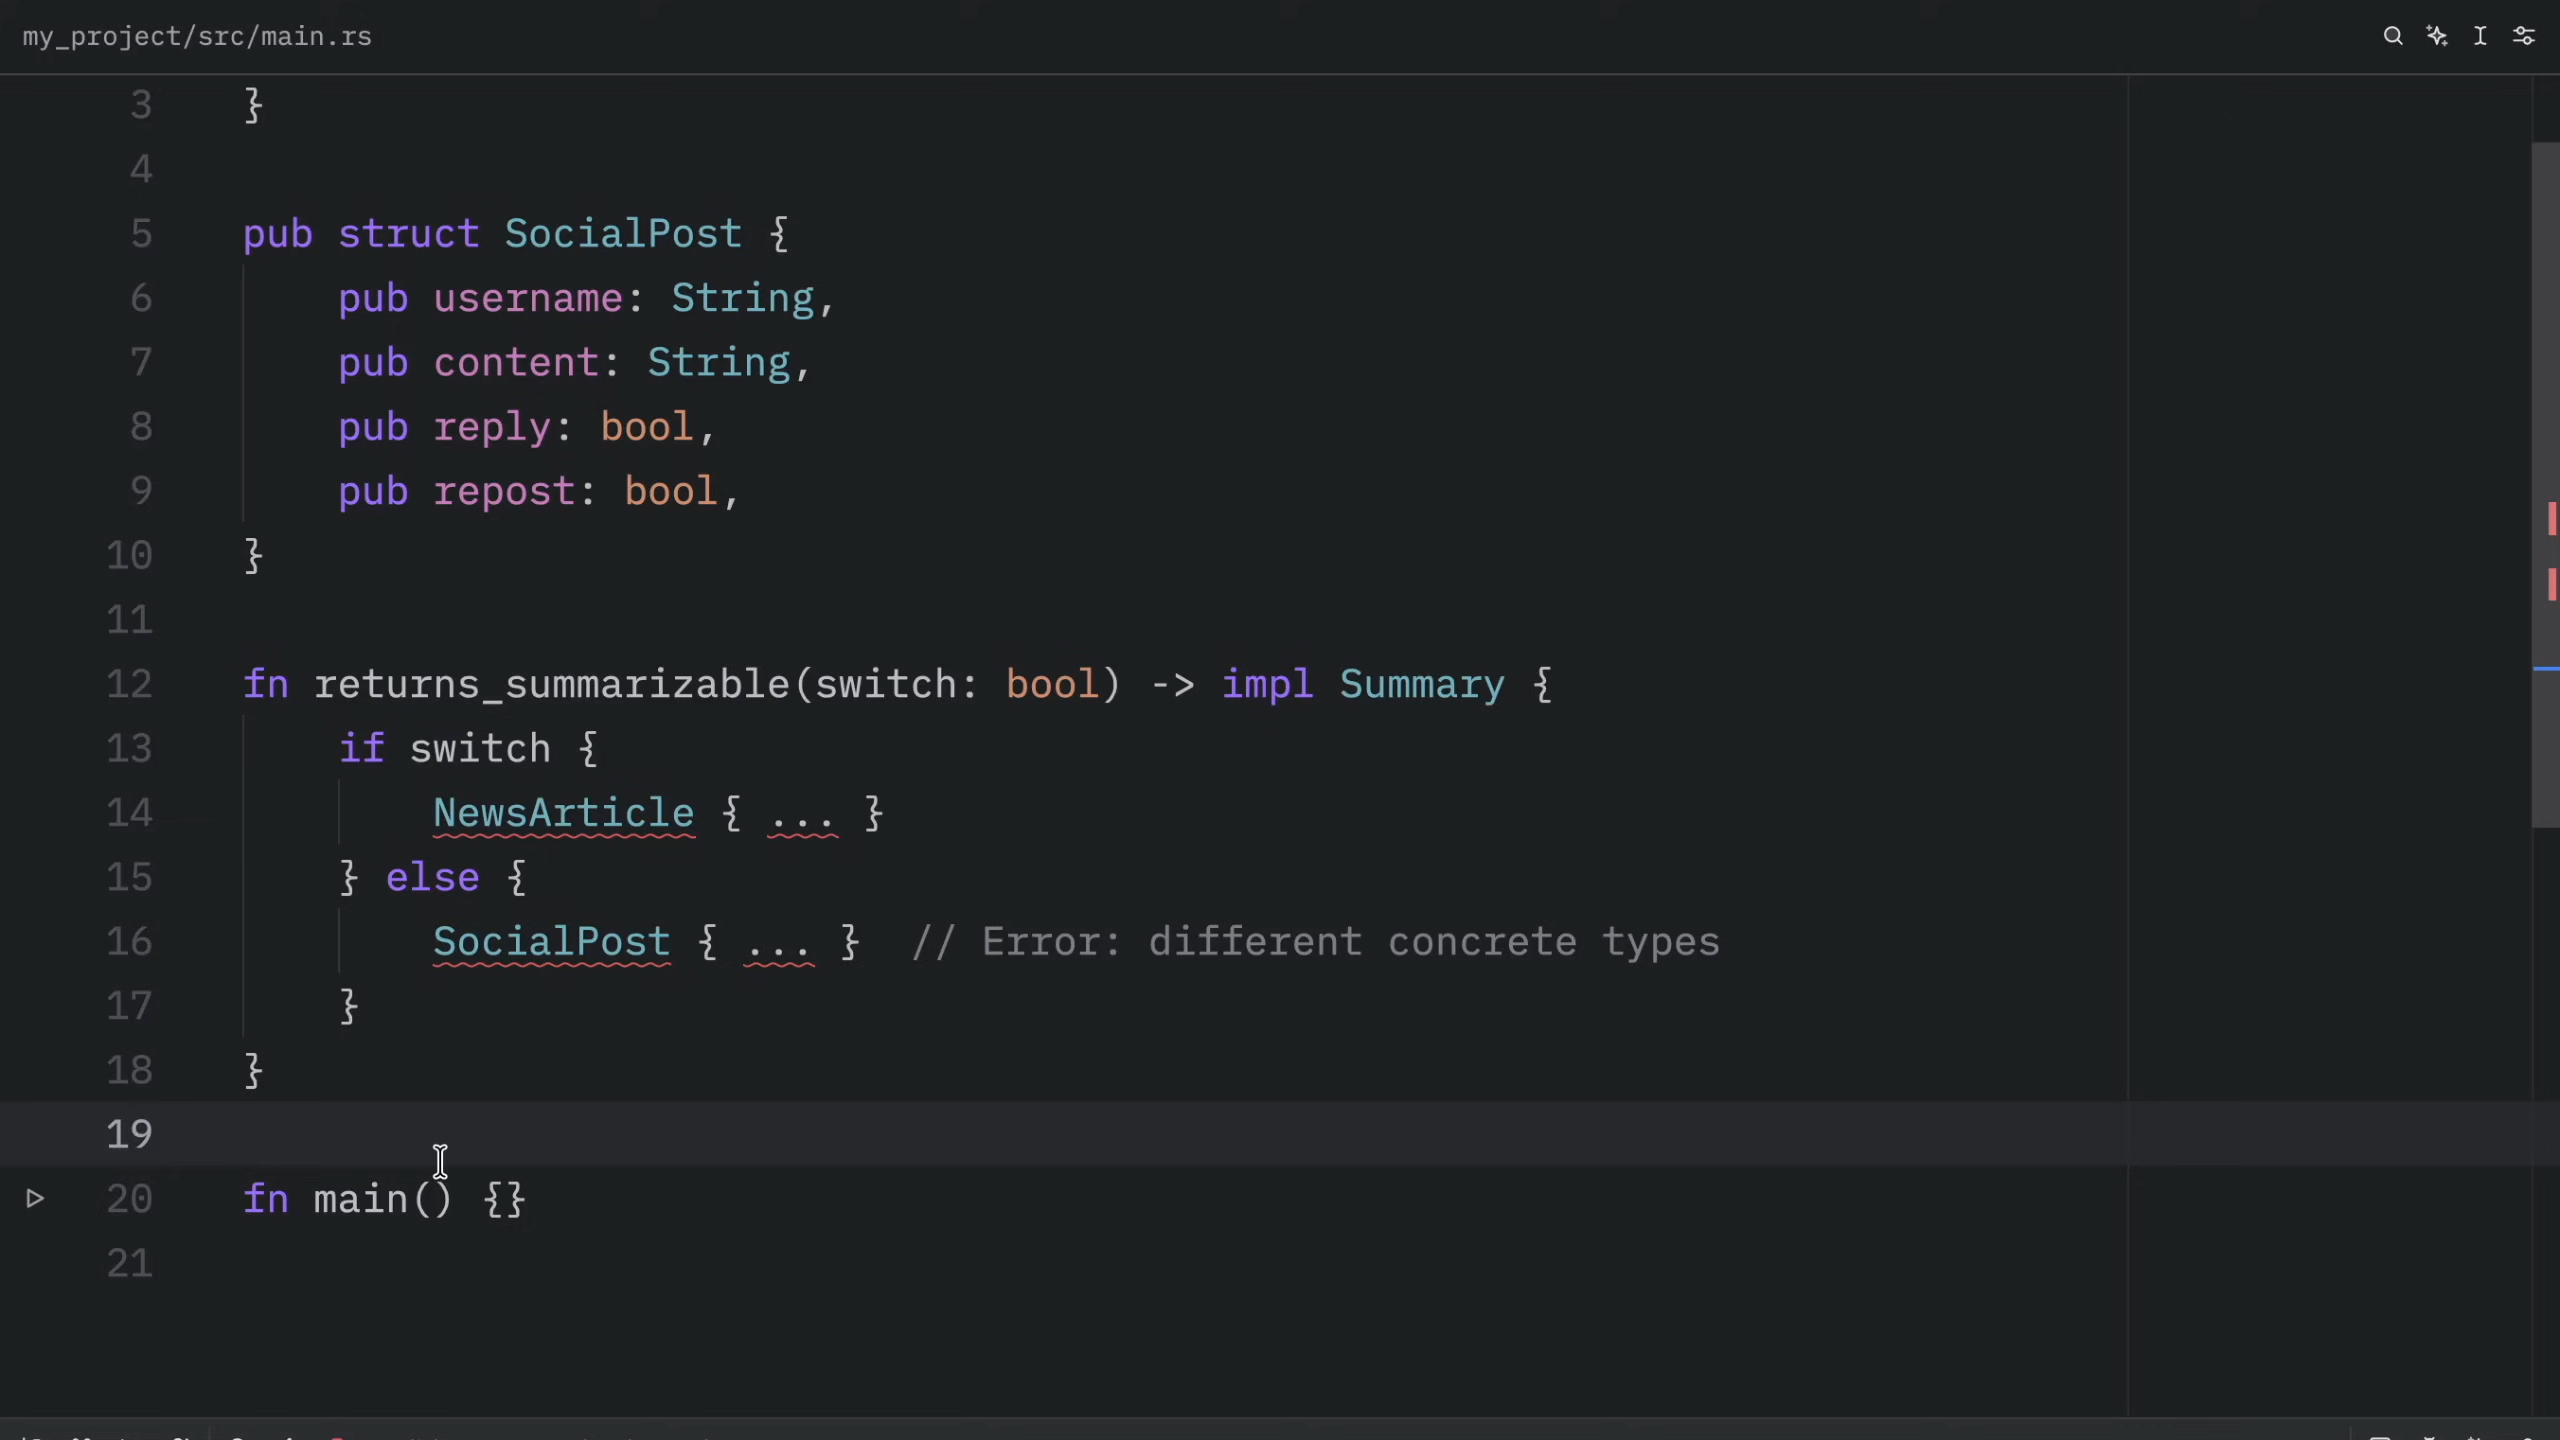 my_project/src/main.rs
3 }
4
5 pub struct SocialPost {
6 pub username: String,
7 pub content: String,
8 pub reply: bool,
9 pub repost: bool,
10 }
11
12 fn returns_summarizable(switch: bool) -> impl Summary {
13 if switch {
14 NewsArticle { ... }
15 } else {
16 SocialPost { ... } // Error: different concrete types
17 }
18 }
19
20 fn main() {}
21